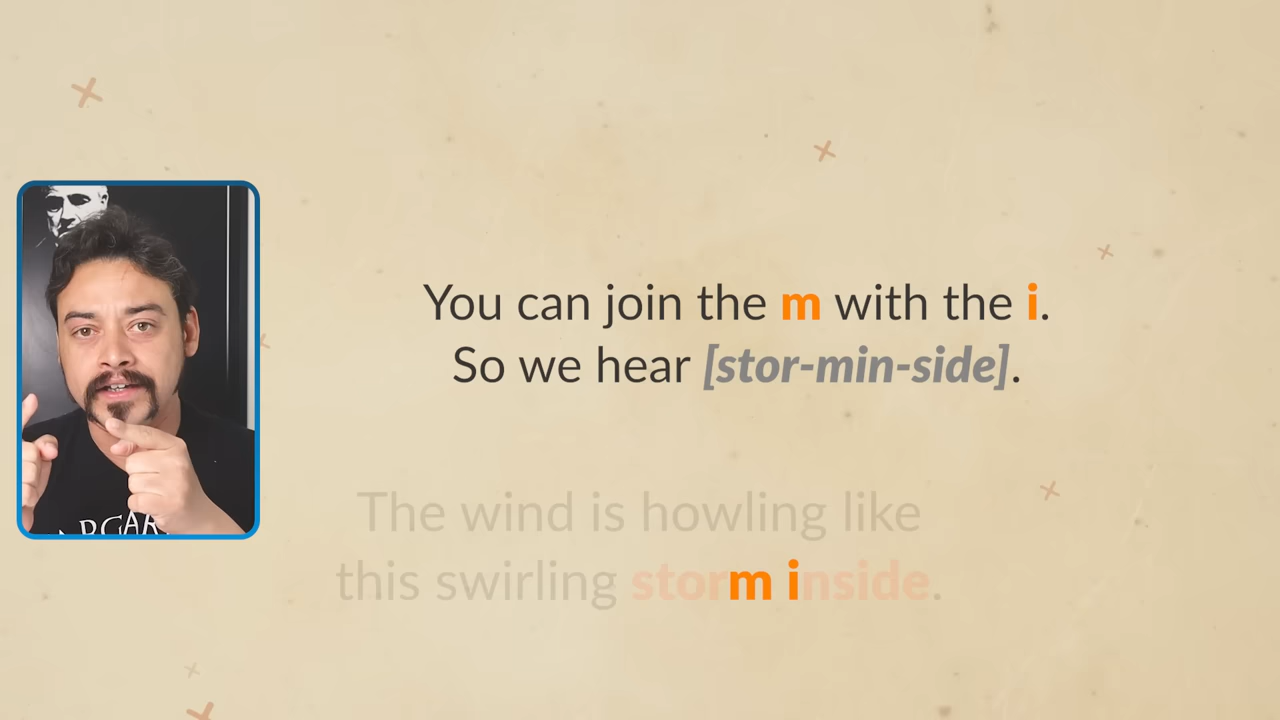 You can join the m with the i.
So we hear [stor-min-side].
The wind is howling like
this swirling storm inside.